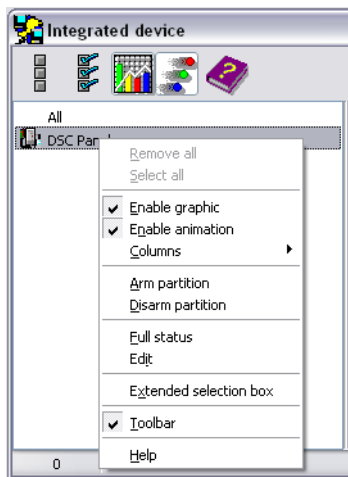 Integrated device
All
DSC Pan
Remove all
Select all
Enable graphic
Enable animation
Columns
Arm partition
Disarm partition
Full status
Edit
Extended selection box
Toolbar
Help
0